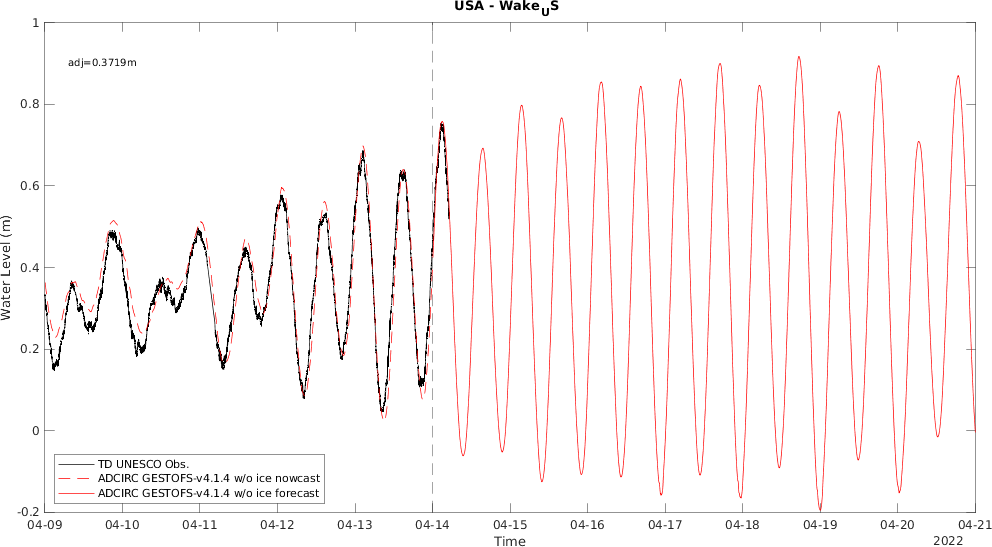 USA - Wake_US
adj=0.3719m
Water Level (m)
1
0.8
0.6
0.4
0.2
0
-0.2
TD UNESCO Obs.
ADCIRC GESTOFS-v4.1.4 w/o ice nowcast
ADCIRC GESTOFS-v4.1.4 w/o ice forecast
04-09 04-10 04-11 04-12 04-13 04-14 04-15 04-16 04-17 04-18 04-19 04-20 04-21
Time
2022